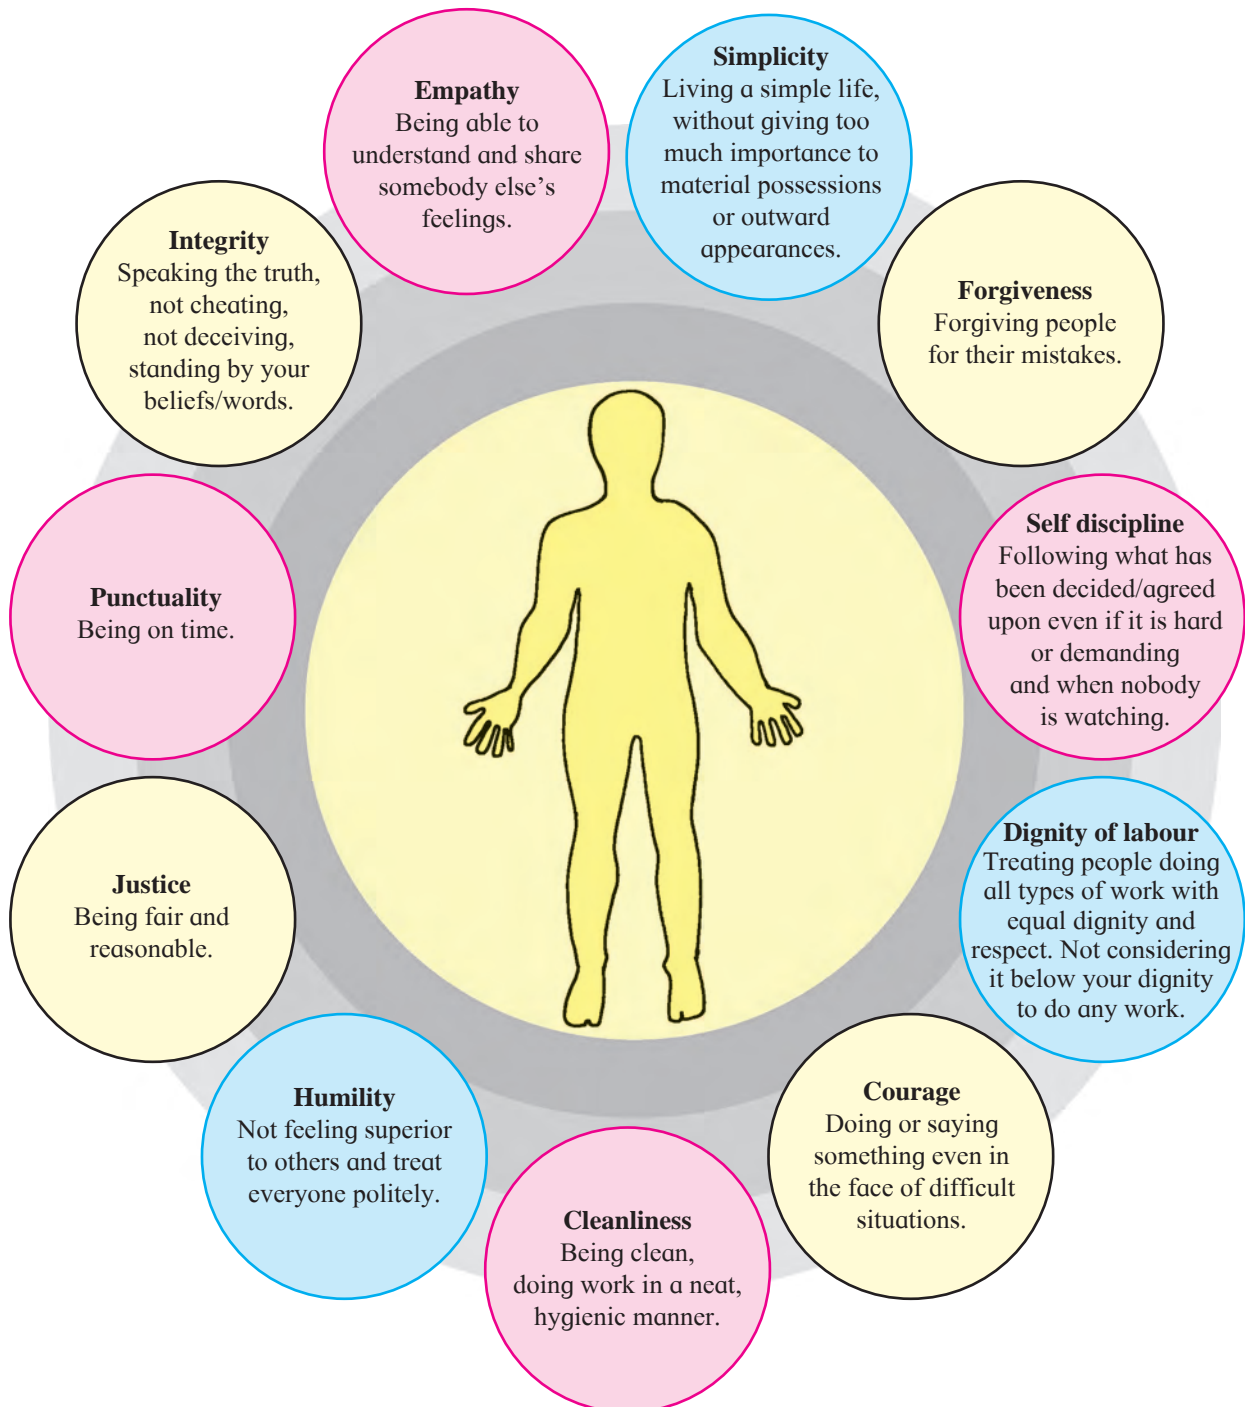 Empathy
Being able to
understand and share
somebody else's
feelings.
Simplicity
Living a simple life,
without giving too
much importance to
material possessions
or outward
appearances.
Forgiveness
Forgiving people
for their mistakes.
Self discipline
Following what has
been decided/agreed
upon even if it is hard
or demanding
and when nobody
is watching.
Dignity of labour
Treating people doing
all types of work with
equal dignity and
respect. Not considering
it below your dignity
to do any work.
Courage
Doing or saying
something even in
the face of difficult
situations.
Cleanliness
Being clean,
doing work in a neat,
hygienic manner.
Humility
Not feeling superior
to others and treat
everyone politely.
Justice
Being fair and
reasonable.
Punctuality
Being on time.
Integrity
Speaking the truth,
not cheating,
not deceiving,
standing by your
beliefs/words.